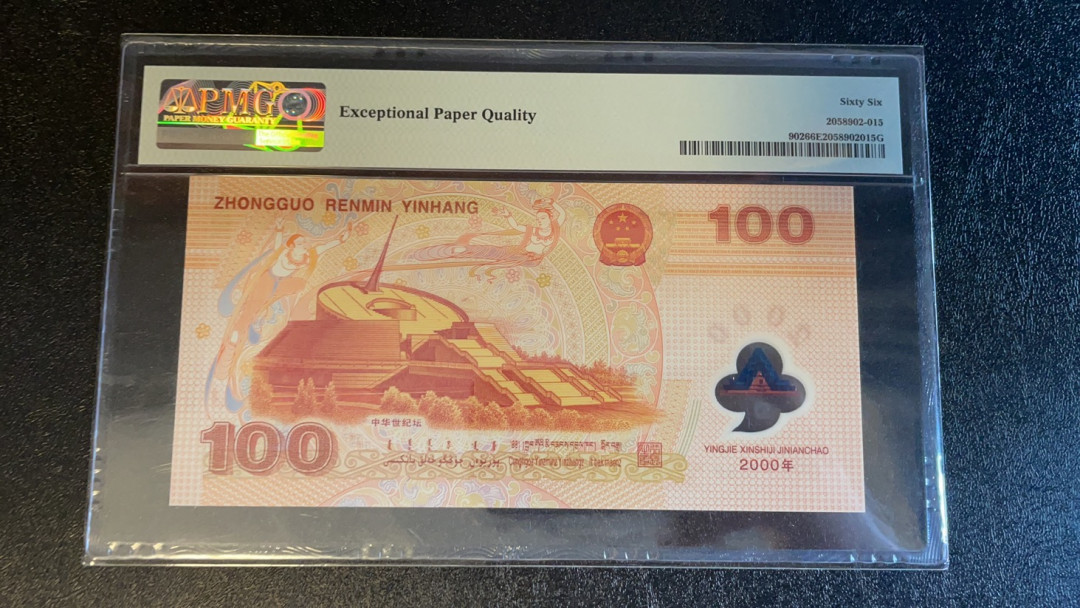 PMG
PAPER MONEY GUARANTY
Exceptional Paper Quality
Sixty Six
2058902-015
90266E2058902015G
ZHONGGUO RENMIN YINHANG
100
中华世纪坛
100
YINGJIE XINSHIJI JINIANCHAO
2000年